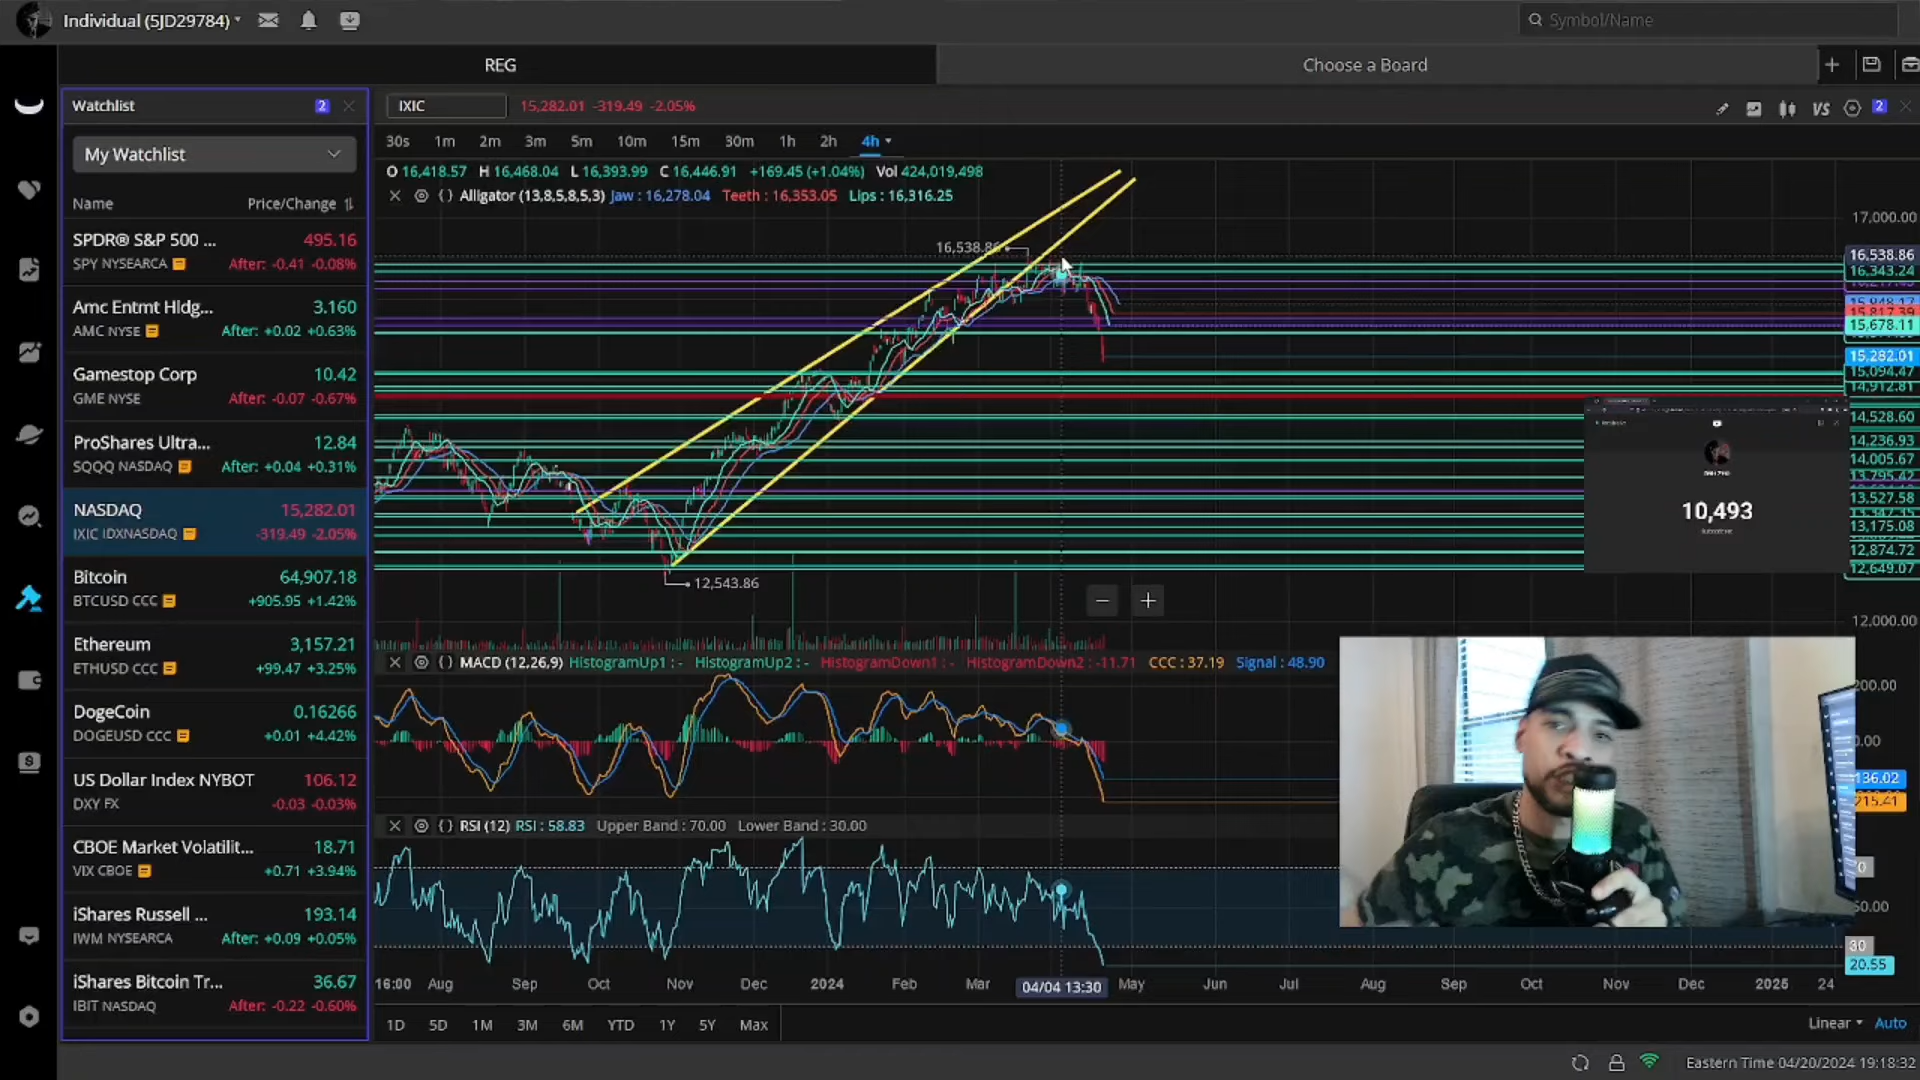 Individual (5JD29784)
Symbol/Name
REG
Choose a Board
Watchlist
2
My Watchlist
Name
Price/Change
SPDR® S&P 500 ...
495.16
SPY NYSEARCA
After: -0.41 -0.08%
Amc Entmt Hldg...
3.160
AMC NYSE
After: +0.02 +0.63%
Gamestop Corp
10.42
GME NYSE
After: -0.07 -0.67%
ProShares Ultra...
12.84
SQQQ NASDAQ
After: +0.04 +0.31%
NASDAQ
15,282.01
IXIC IDXNASDAQ
-319.49 -2.05%
Bitcoin
64,907.18
BTCUSD CCC
+905.95 +1.42%
Ethereum
3,157.21
ETHUSD CCC
+99.47 +3.25%
DogeCoin
0.16266
DOGEUSD CCC
+0.01 +4.42%
US Dollar Index NYBOT
106.12
DXY FX
-0.03 -0.03%
CBOE Market Volatilit...
18.71
VIX CBOE
+0.71 +3.94%
iShares Russell ...
193.14
IWM NYSEARCA
After: +0.09 +0.05%
iShares Bitcoin Tr...
36.67
IBIT NASDAQ
After: -0.22 -0.60%
IXIC
15,282.01 -319.49 -2.05%
VS
2
30s 1m 2m 3m 5m 10m 15m 30m 1h 2h 4h
O 16,418.57 H 16,468.04 L 16,393.99 C 16,446.91 +169.45 (+1.04%) Vol 424,019,498
Alligator (13,8,5,8,5,3) Jaw : 16,278.04 Teeth : 16,353.05 Lips : 16,316.25
16,538.86
12,543.86
17,000.00
16,538.86
16,343.24
15,817.39
15,678.11
15,282.01
15,094.47
14,912.81
14,528.60
14,236.93
14,005.67
13,795.42
13,527.58
13,175.08
12,874.72
12,649.07
12,000.00
10,493
MACD (12,26,9) HistogramUp1 : - HistogramUp2 : - HistogramDown1 : - HistogramDown2 : -11.71 CCC : 37.19 Signal : 48.90
200.00
0.00
136.02
215.41
RSI (12) RSI : 58.83 Upper Band : 70.00 Lower Band : 30.00
50.00
30
20.55
16:00 Aug Sep Oct Nov Dec 2024 Feb Mar 04/04 13:30 May Jun Jul Aug Sep Oct Nov Dec 2025 24
1D 5D 1M 3M 6M YTD 1Y 5Y Max
Linear Auto
Eastern Time 04/20/2024 19:18:32